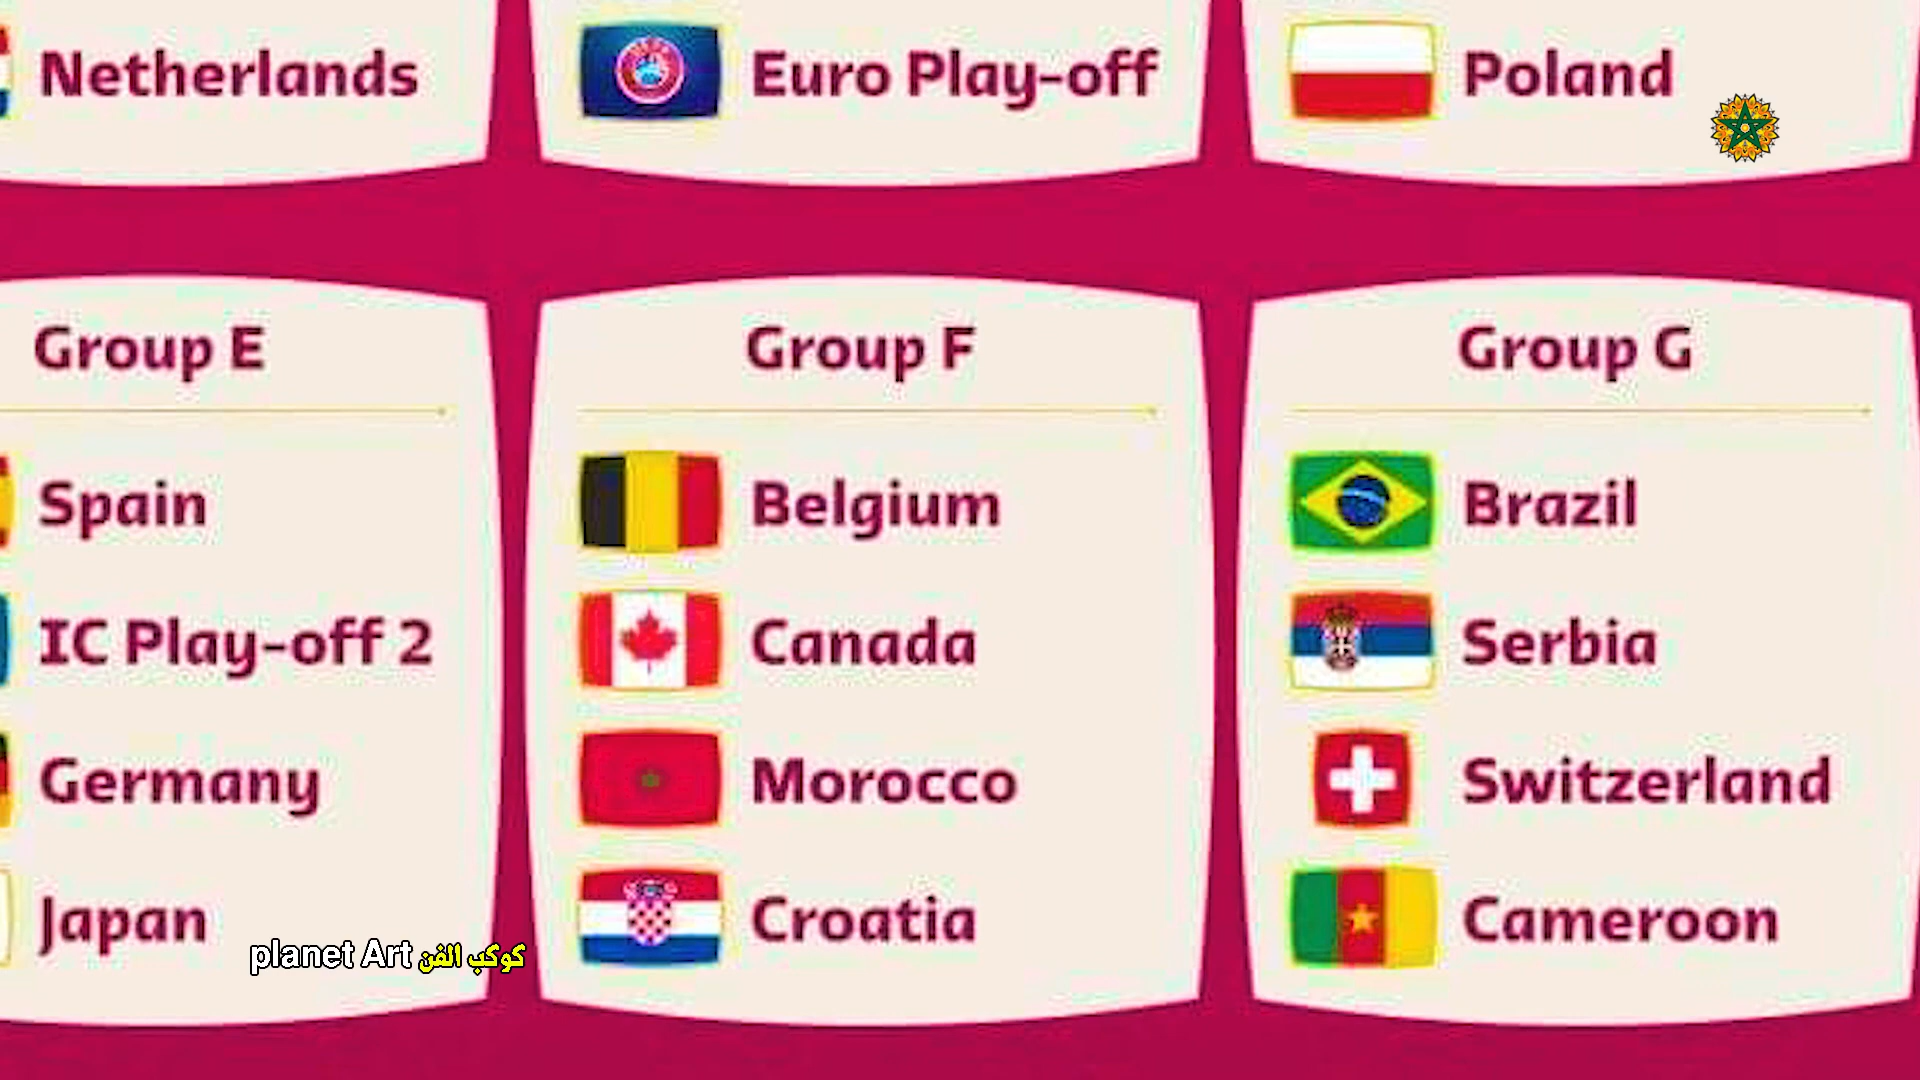 Netherlands
Euro Play-off
Poland
Group E
Spain
IC Play-off 2
Germany
Japan
Group F
Belgium
Canada
Morocco
Croatia
Group G
Brazil
Serbia
Switzerland
Cameroon
planet Art كوكب الفن